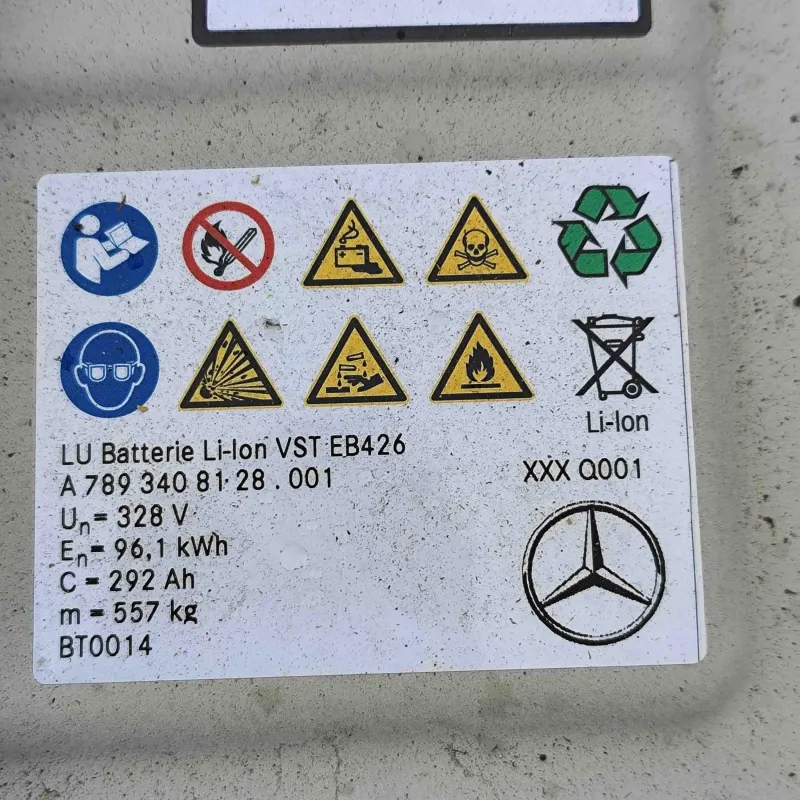 Li-Ion
LU Batterie Li-Ion VST EB426
A 789 340 81 28 . 001
XXX Q001
Un = 328 V
En = 96,1 kWh
C = 292 Ah
m = 557 kg
BT0014